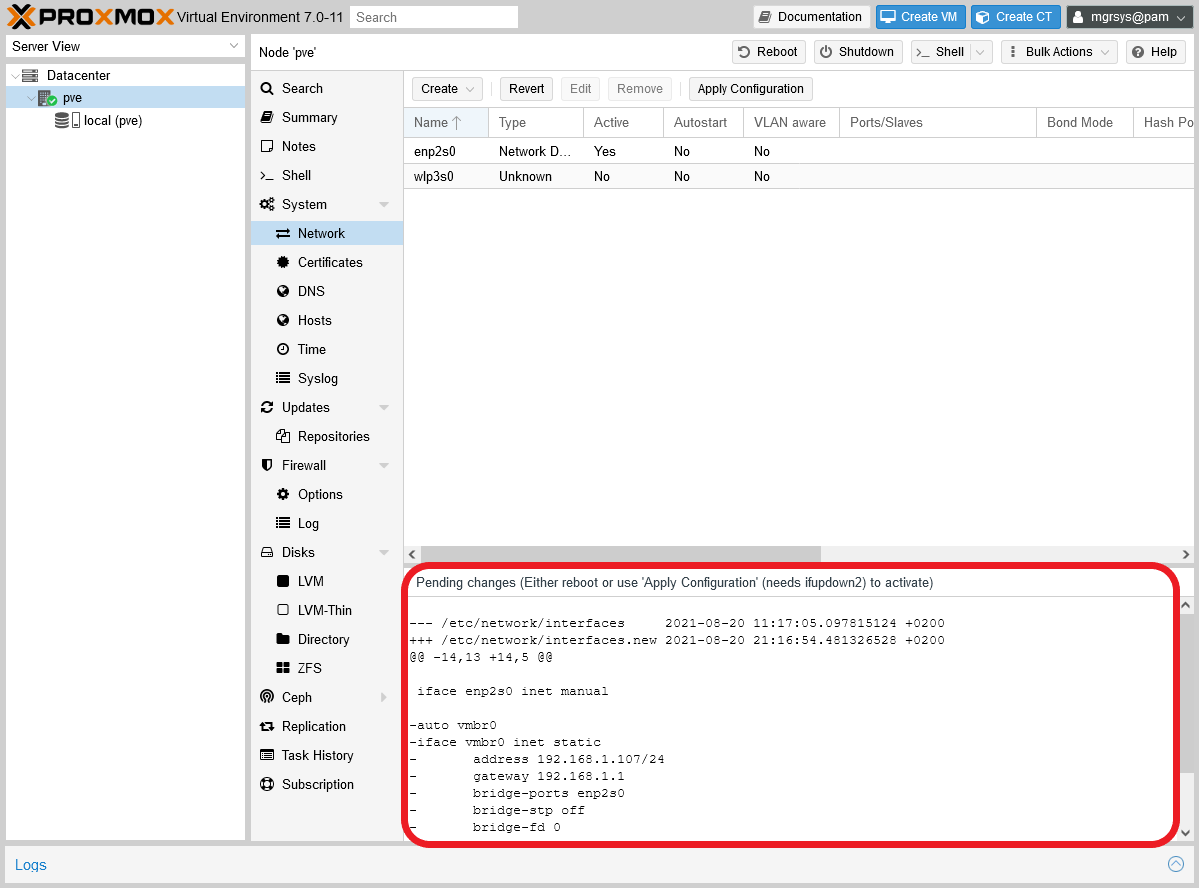 PROXMOX Virtual Environment 7.0-11 Search Documentation Create VM Create CT mgrsys@pam
Server View
Datacenter
pve
local (pve)
Node 'pve' Reboot Shutdown >_ Shell Bulk Actions Help
Search
Summary
Notes
>_ Shell
System
Network
Certificates
DNS
Hosts
Time
Syslog
Updates
Repositories
Firewall
Options
Log
Disks
LVM
LVM-Thin
Directory
ZFS
Ceph
Replication
Task History
Subscription
Create Revert Edit Remove Apply Configuration
Name Type Active Autostart VLAN aware Ports/Slaves Bond Mode Hash Po
enp2s0 Network D... Yes No No
wlp3s0 Unknown No No No
Pending changes (Either reboot or use 'Apply Configuration' (needs ifupdown2) to activate)
--- /etc/network/interfaces 2021-08-20 11:17:05.097815124 +0200
+++ /etc/network/interfaces.new 2021-08-20 21:16:54.481326528 +0200
@@ -14,13 +14,5 @@
iface enp2s0 inet manual
-auto vmbr0
-iface vmbr0 inet static
- address 192.168.1.107/24
- gateway 192.168.1.1
- bridge-ports enp2s0
- bridge-stp off
- bridge-fd 0
Logs